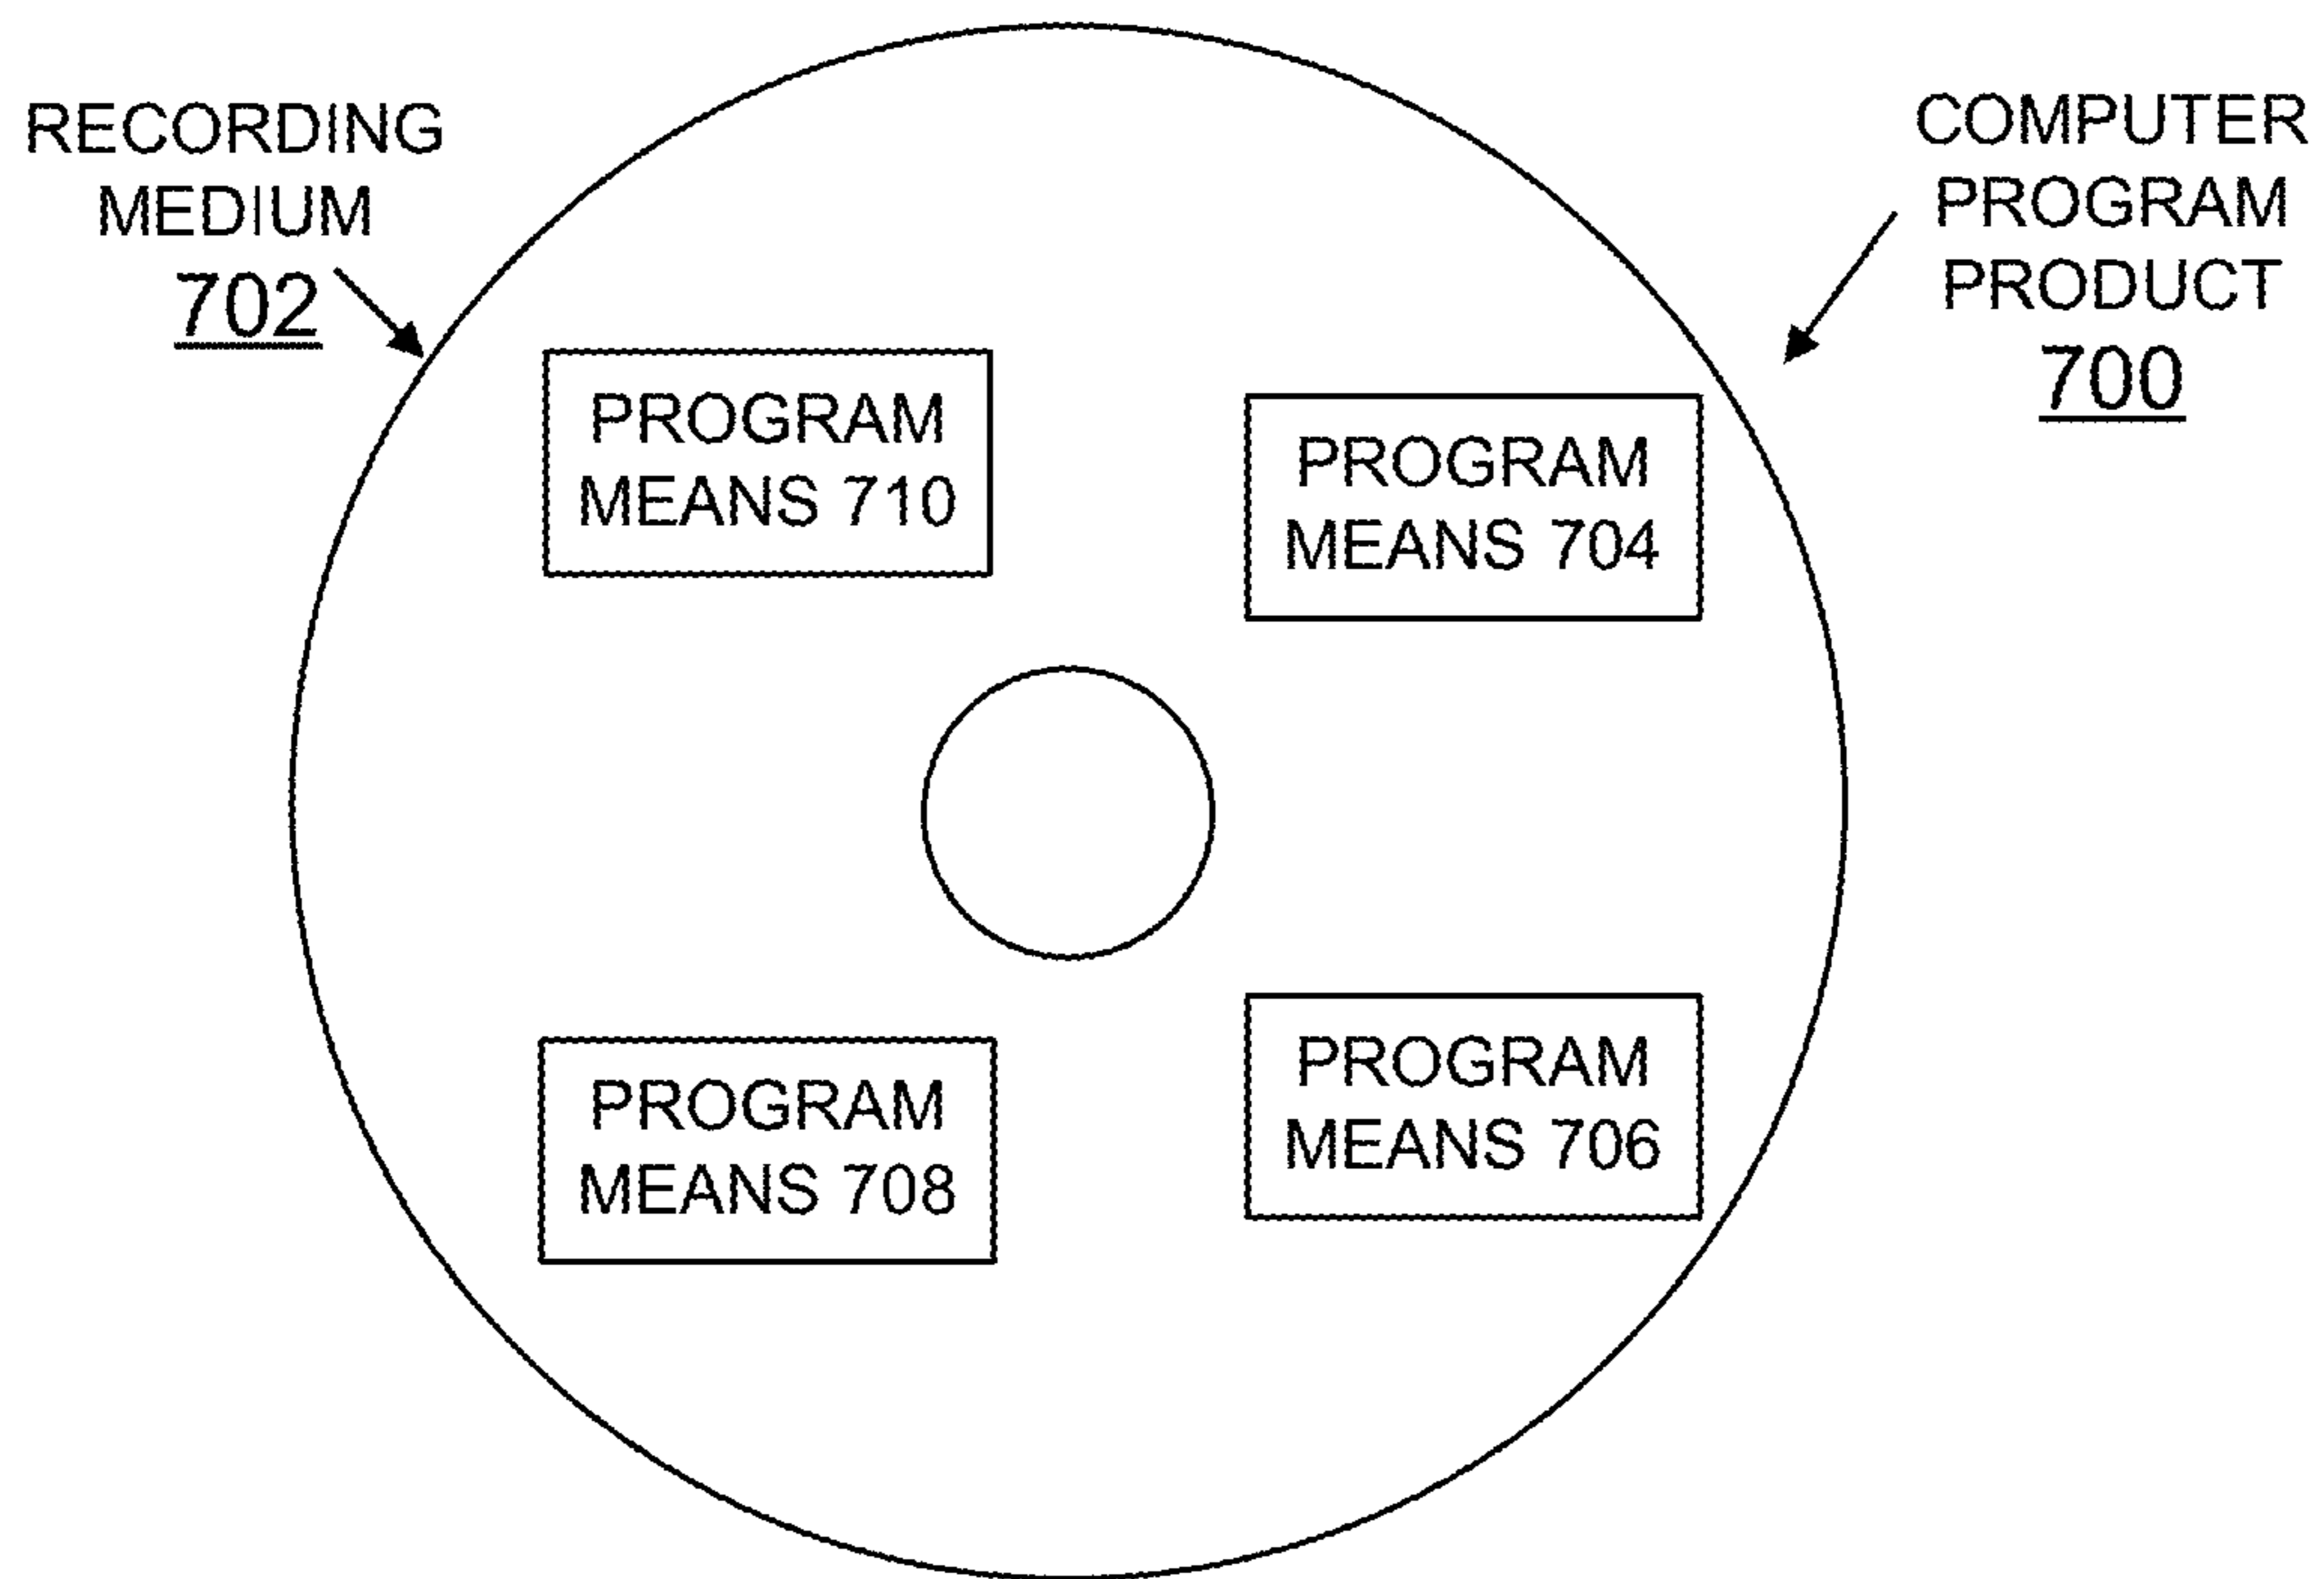 RECORDING
MEDIUM
702
COMPUTER
PROGRAM
PRODUCT
700
PROGRAM
MEANS 710
PROGRAM
MEANS 704
PROGRAM
MEANS 708
PROGRAM
MEANS 706